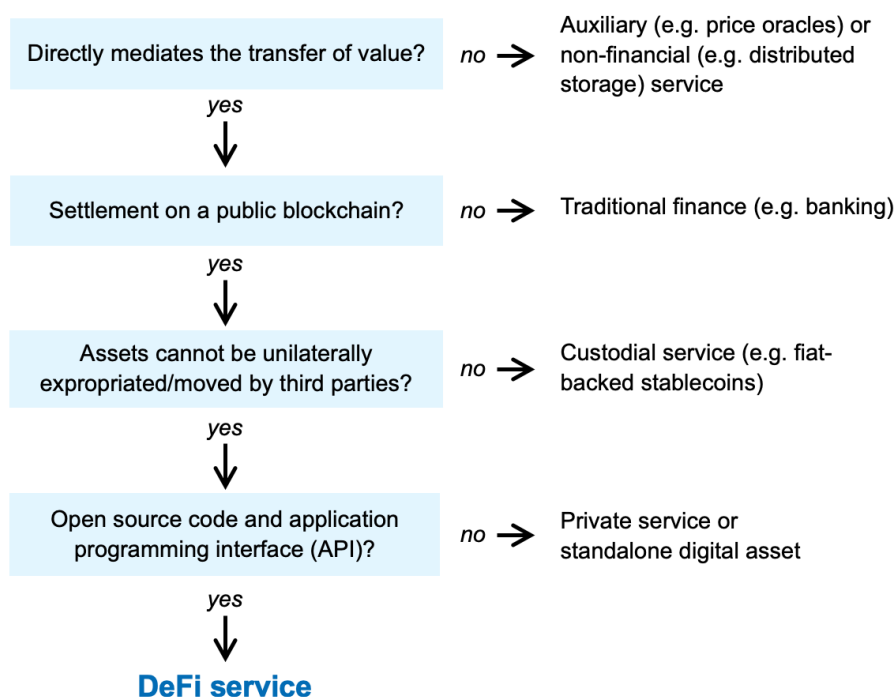 Directly mediates the transfer of value?
no
Auxiliary (e.g. price oracles) or
non-financial (e.g. distributed
storage) service
yes
Settlement on a public blockchain?
no
Traditional finance (e.g. banking)
yes
Assets cannot be unilaterally
expropriated/moved by third parties?
no
Custodial service (e.g. fiat-
backed stablecoins)
yes
Open source code and application
programming interface (API)?
no
Private service or
standalone digital asset
yes
DeFi service